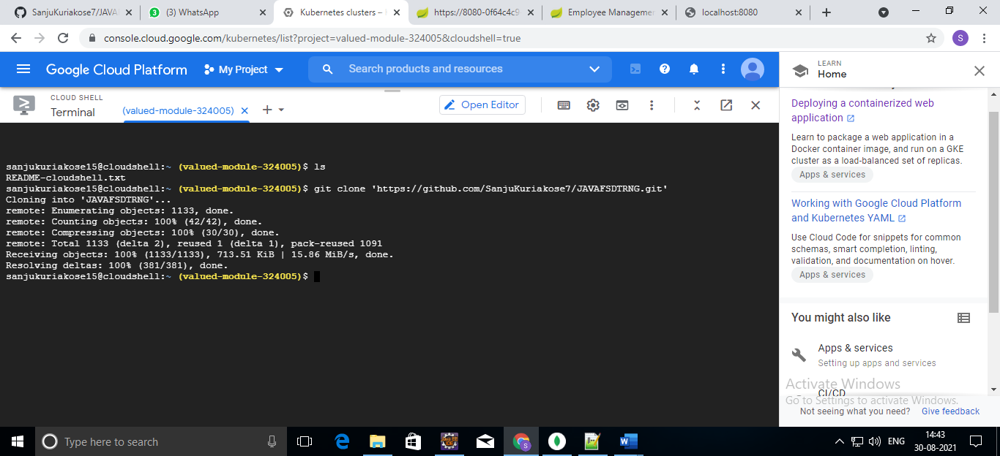 SanjuKuriakose7/JAVA
(3) WhatsApp
Kubernetes clusters –
https://8080-0f64c4c9
Employee Managemen
localhost:8080
console.cloud.google.com/kubernetes/list?project=valued-module-324005&cloudshell=true
S
Google Cloud Platform
My Project
Search products and resources
LEARN
Home
CLOUD SHELL
Terminal
(valued-module-324005)
Open Editor
sanjukuriakose15@cloudshell:~ (valued-module-324005)$ ls
README-cloudshell.txt
sanjukuriakose15@cloudshell:~ (valued-module-324005)$ git clone 'https://github.com/SanjuKuriakose7/JAVAFSDTRNG.git'
Cloning into 'JAVAFSDTRNG'...
remote: Enumerating objects: 1133, done.
remote: Counting objects: 100% (42/42), done.
remote: Compressing objects: 100% (30/30), done.
remote: Total 1133 (delta 2), reused 1 (delta 1), pack-reused 1091
Receiving objects: 100% (1133/1133), 713.51 KiB | 15.86 MiB/s, done.
Resolving deltas: 100% (381/381), done.
sanjukuriakose15@cloudshell:~ (valued-module-324005)$
Deploying a containerized web
application
Learn to package a web application in a
Docker container image, and run on a GKE
cluster as a load-balanced set of replicas.
Apps & services
Working with Google Cloud Platform
and Kubernetes YAML
Use Cloud Code for snippets for common
schemas, smart completion, linting,
validation, and documentation on hover.
Apps & services
You might also like
Apps & services
Setting up apps and services
Activate Windows
CI/CD
Go to Settings to activate Windows.
Not seeing what you need?
Give feedback
Type here to search
ENG
14:43
30-08-2021